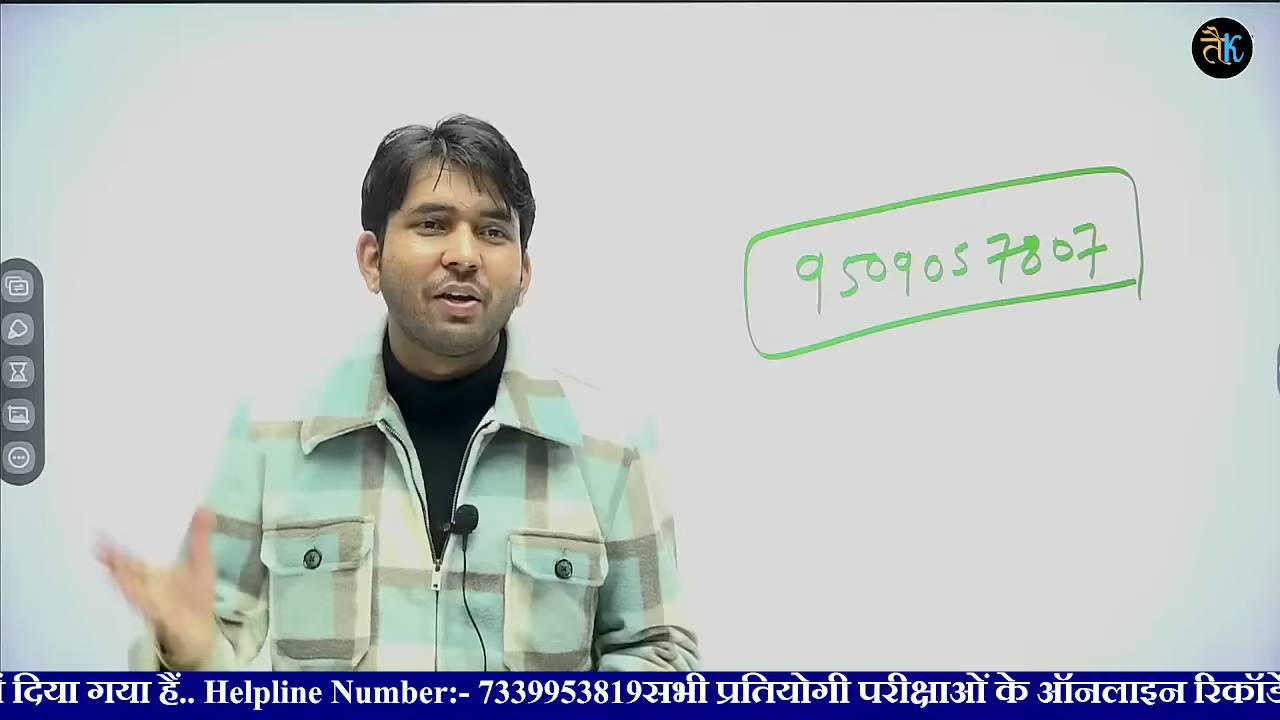 तैK
9509057807
दिया गया हैं.. Helpline Number:- 7339953819सभी प्रतियोगी परीक्षाओं के ऑनलाइन रिकॉर्डे